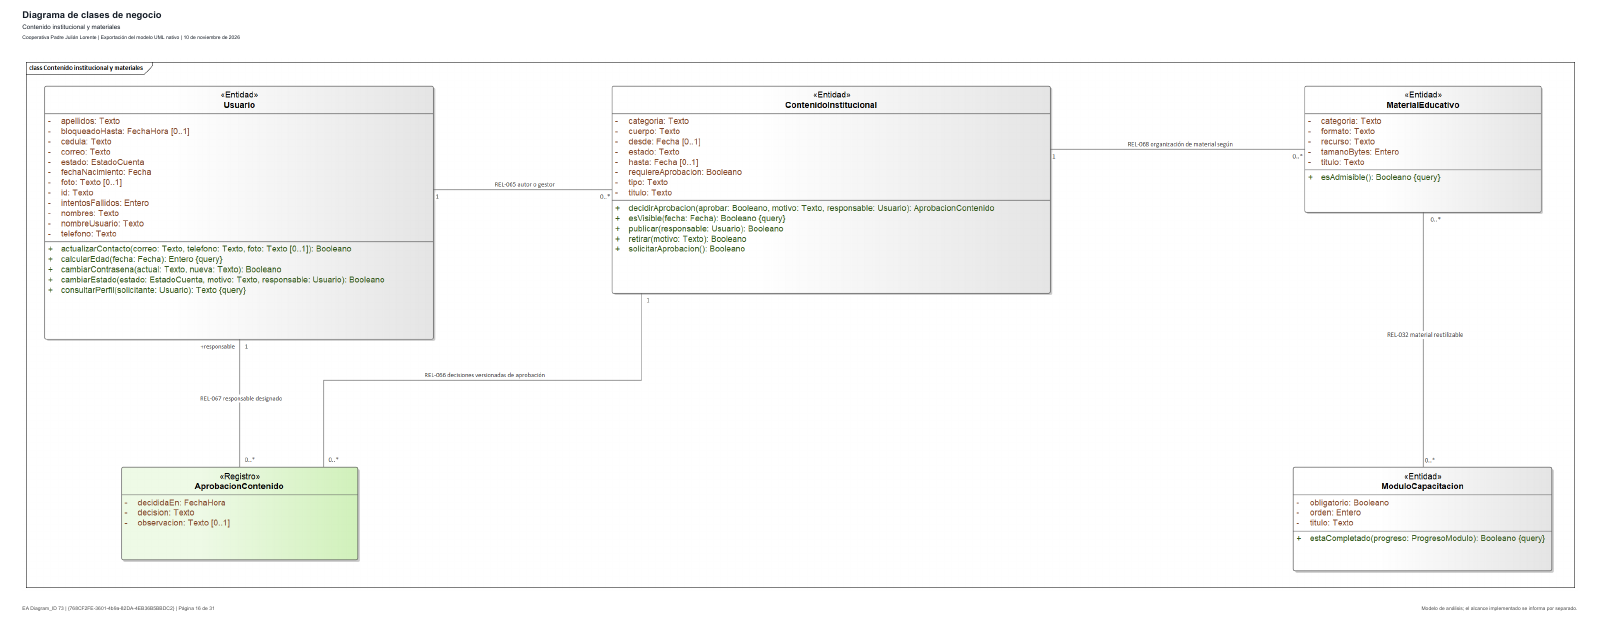 Diagrama de clases de negocio
Contenido institucional y materiales
Cooperativa Padre Julián Lorente | Exportación del modelo UML nativo | 10 de noviembre de 2026
class Contenido institucional y materiales
«Entidad»
Usuario
- apellidos: Texto
- bloqueadoHasta: FechaHora [0..1]
- cedula: Texto
- correo: Texto
- estado: EstadoCuenta
- fechaNacimiento: Fecha
- foto: Texto [0..1]
- id: Texto
- intentosFallidos: Entero
- nombres: Texto
- nombreUsuario: Texto
- telefono: Texto
+ actualizarContacto(correo: Texto, telefono: Texto, foto: Texto [0..1]): Booleano
+ calcularEdad(fecha: Fecha): Entero {query}
+ cambiarContrasena(actual: Texto, nueva: Texto): Booleano
+ cambiarEstado(estado: EstadoCuenta, motivo: Texto, responsable: Usuario): Booleano
+ consultarPerfil(solicitante: Usuario): Texto {query}
REL-065 autor o gestor
1
0..*
«Entidad»
ContenidoInstitucional
- categoria: Texto
- cuerpo: Texto
- desde: Fecha [0..1]
- estado: Texto
- hasta: Fecha [0..1]
- requiereAprobacion: Booleano
- tipo: Texto
- titulo: Texto
+ decidirAprobacion(aprobar: Booleano, motivo: Texto, responsable: Usuario): AprobacionContenido
+ esVisible(fecha: Fecha): Booleano {query}
+ publicar(responsable: Usuario): Booleano
+ retirar(motivo: Texto): Booleano
+ solicitarAprobacion(): Booleano
REL-068 organización de material según
1
0..*
«Entidad»
MaterialEducativo
- categoria: Texto
- formato: Texto
- recurso: Texto
- tamanoBytes: Entero
- titulo: Texto
+ esAdmisible(): Booleano {query}
0..*
1
REL-032 material reutilizable
+responsable 1
REL-066 decisiones versionadas de aprobación
REL-067 responsable designado
0..*
0..*
0..*
«Registro»
AprobacionContenido
- decididaEn: FechaHora
- decision: Texto
- observacion: Texto [0..1]
«Entidad»
ModuloCapacitacion
- obligatorio: Booleano
- orden: Entero
- titulo: Texto
+ estaCompletado(progreso: ProgresoModulo): Booleano {query}
Página 16 de 31
Modelo de análisis; el alcance implementado se informa por separado.